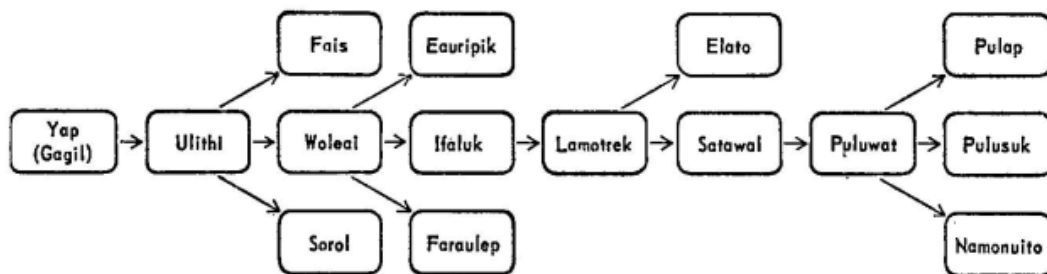 Fais
Eauripik
Elato
Pulap
Yap
(Gagil)
Ulithi
Woleai
Ifaluk
Lamotrek
Satawal
Puluwat
Pulusuk
Sorol
Faraulep
Namonuito